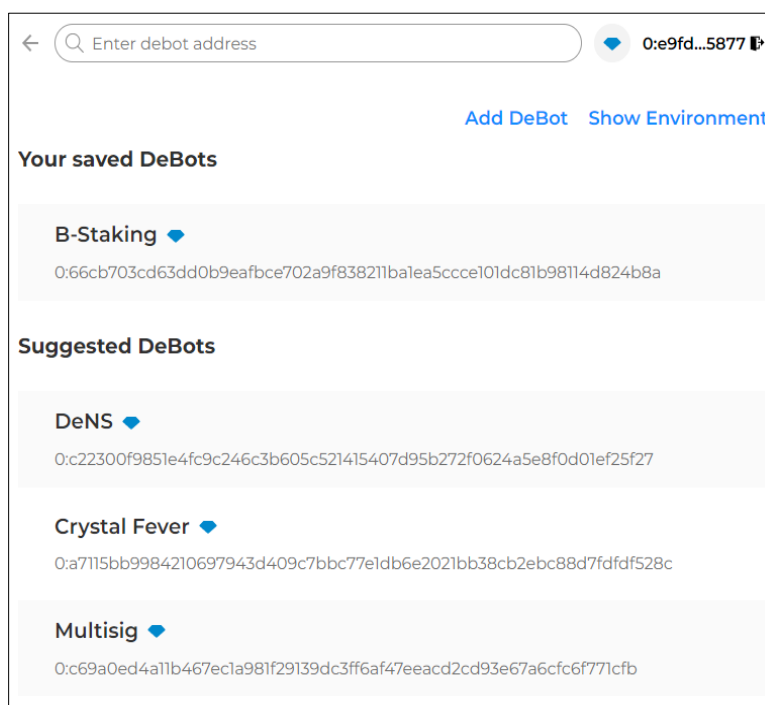 Enter debot address
0:e9fd...5877
Add DeBot Show Environment
Your saved DeBots
B-Staking
0:66cb703cd63dd0b9eafbce702a9f838211ba1ea5ccce101dc81b98114d824b8a
Suggested DeBots
DeNS
0:c22300f9851e4fc9c246c3b605c521415407d95b272f0624a5e8f0d01ef25f27
Crystal Fever
0:a7115bb9984210697943d409c7bbc77e1db6e2021bb38cb2ebc88d7fdfdf528c
Multisig
0:c69a0ed4a11b467ec1a981f29139dc3ff6af47eeacd2cd93e67a6cfc6f771cfb